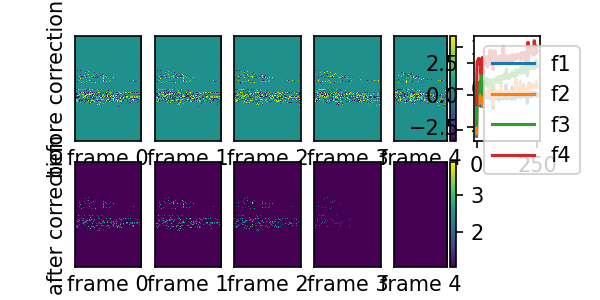 before correction
2.5
0.0
−2.5
f1
f2
f3
f4
frame 0
frame 1
frame 2
frame 3
frame 4
0
250
after correction
4
3
2
frame 0
frame 1
frame 2
frame 3
frame 4